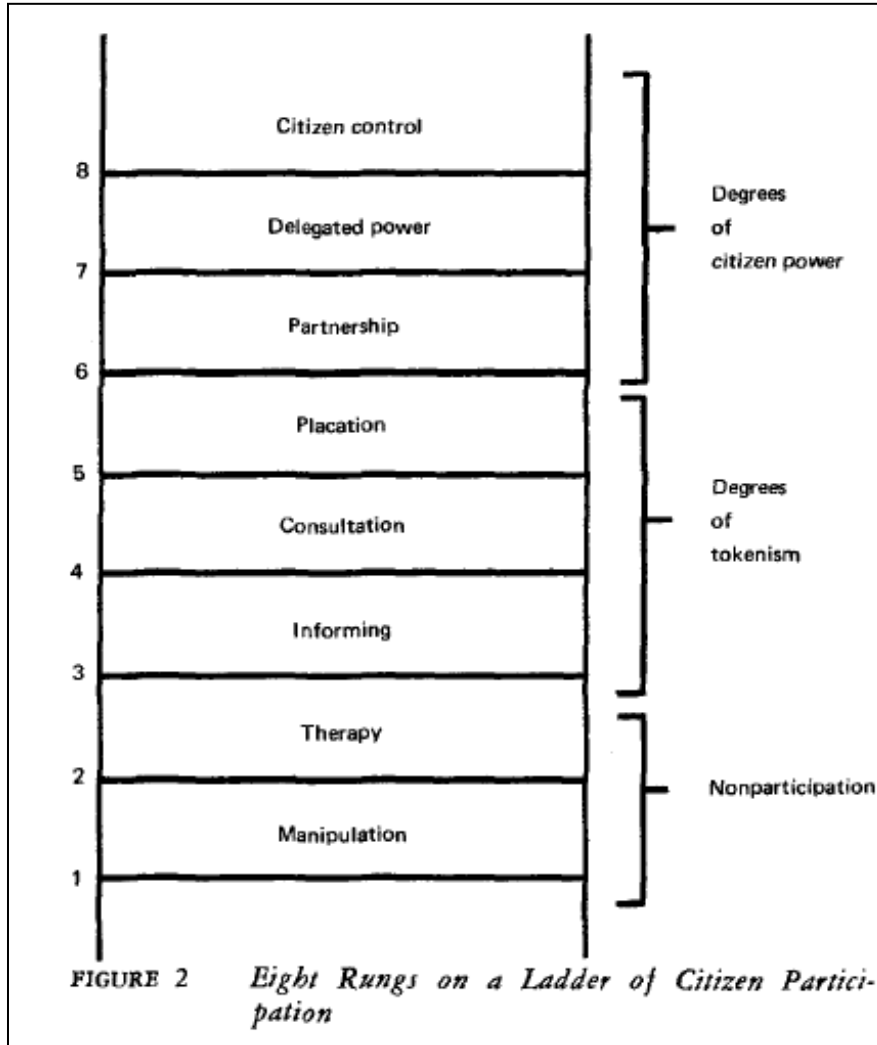 Citizen control
8
Delegated power
7
Partnership
6
Placation
5
Consultation
4
Informing
3
Therapy
2
Manipulation
1
Degrees
of
citizen power
Degrees
of
tokenism
Nonparticipation
FIGURE 2 Eight Rungs on a Ladder of Citizen Partici-
pation